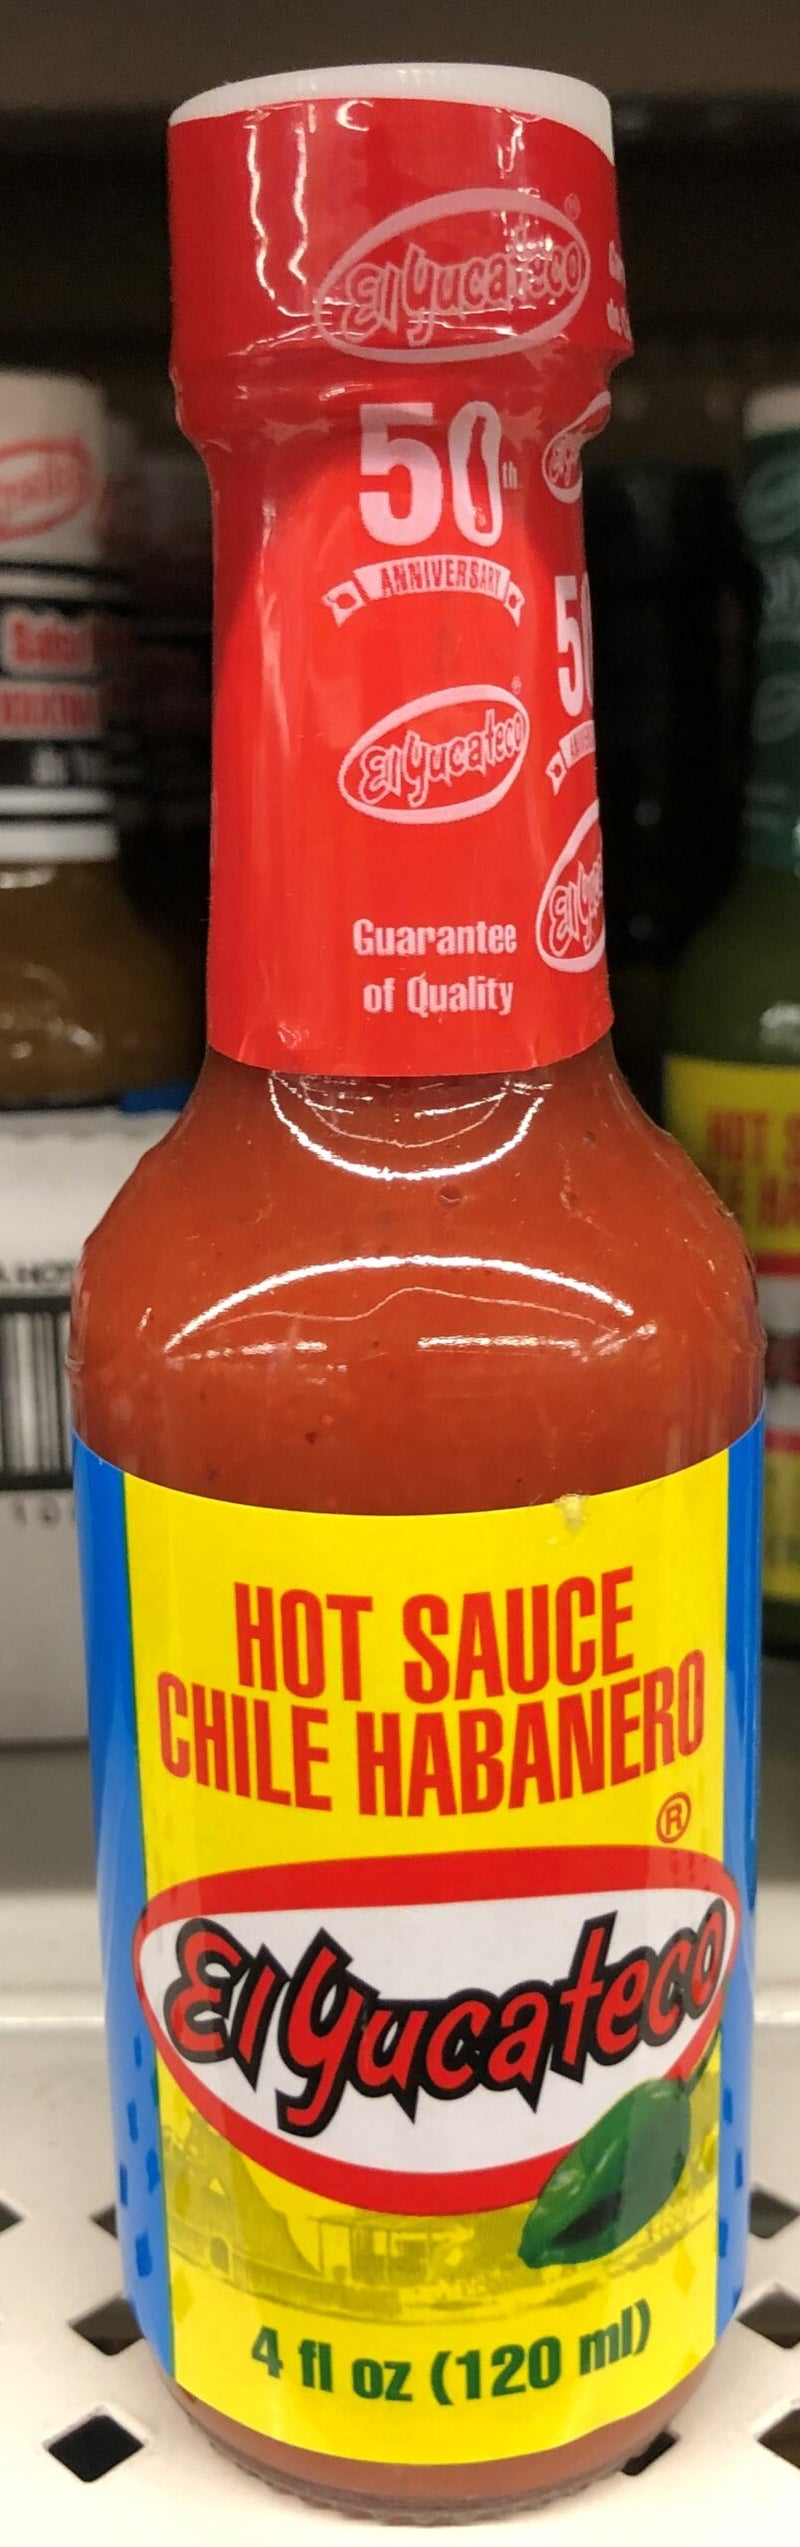 El Yucateco
50th
ANNIVERSARY
El Yucateco
Guarantee
of Quality
HOT SAUCE
CHILE HABANERO
®
El Yucateco
4 fl oz (120 ml)